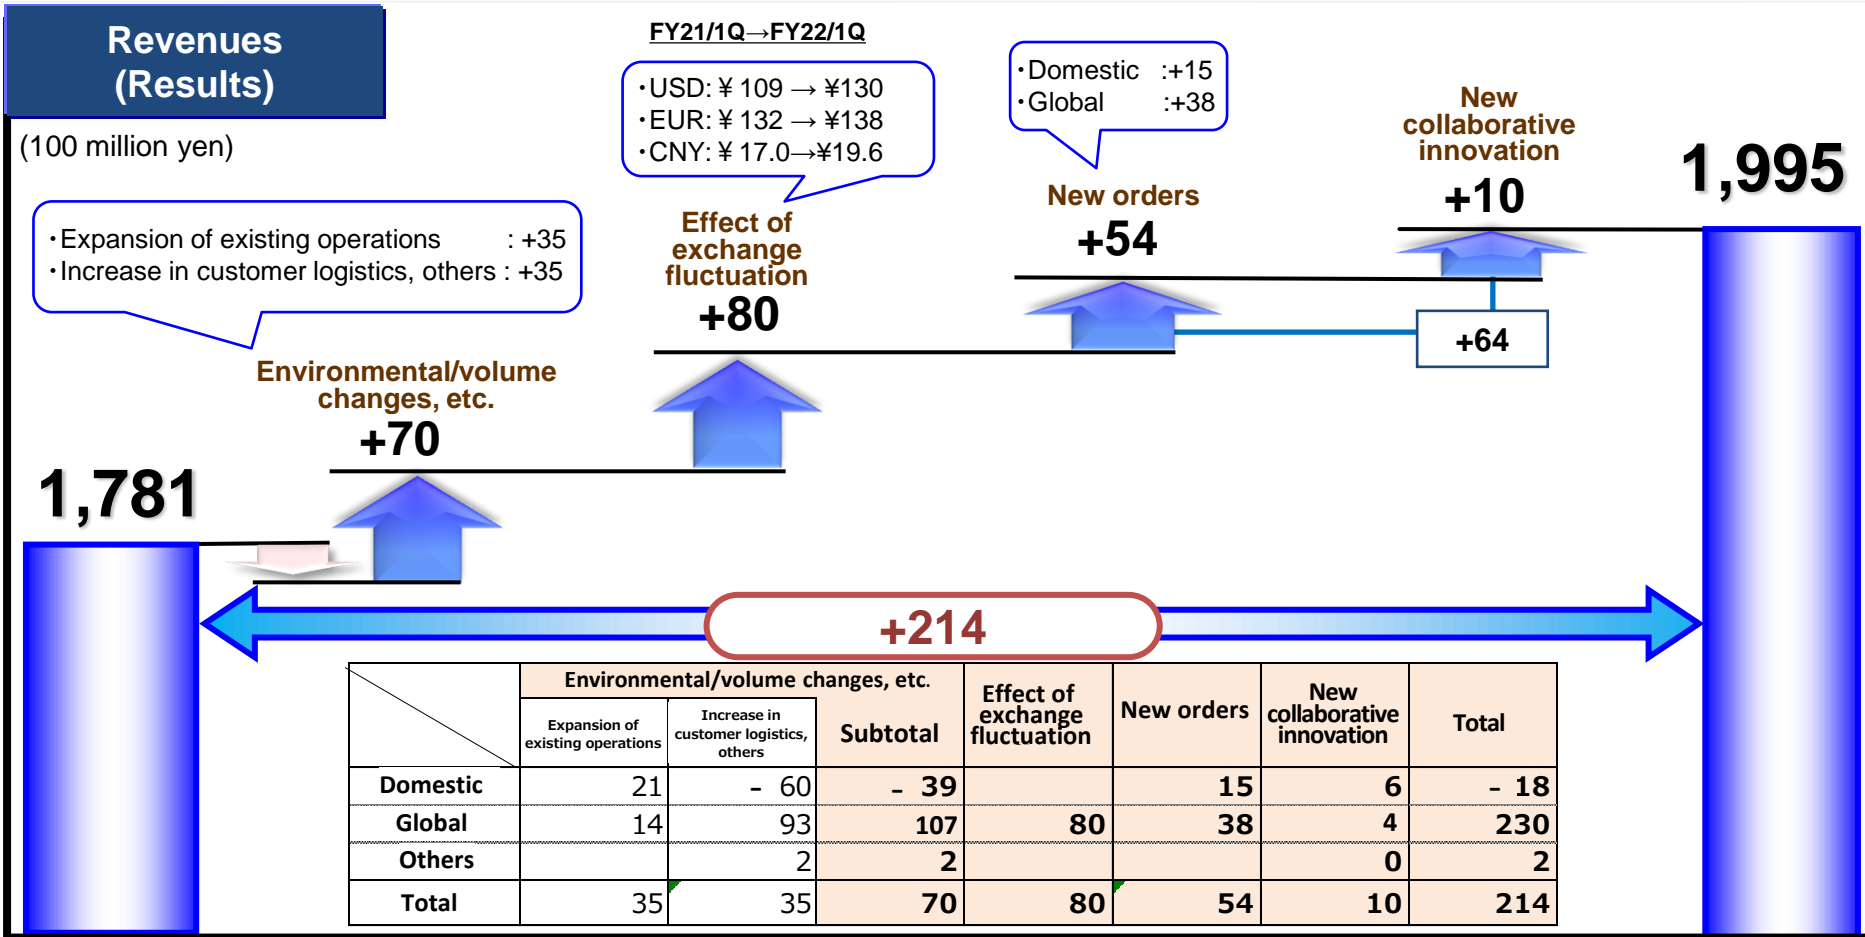 Revenues
(Results)
(100 million yen)
FY21/1Q→FY22/1Q
・USD:￥109 → ¥130
・EUR:￥132 → ¥138
・CNY:￥17.0→¥19.6
・Domestic :+15
・Global :+38
New
collaborative
innovation
+10
1,995
New orders
+54
Effect of
exchange
fluctuation
+80
・Expansion of existing operations : +35
・Increase in customer logistics, others : +35
Environmental/volume
changes, etc.
+70
+64
1,781
+214
Environmental/volume changes, etc.
Expansion of
existing operations
Increase in
customer logistics,
others
Subtotal
Effect of
exchange
fluctuation
New orders
New
collaborative
innovation
Total
Domestic 21 - 60 - 39 15 6 - 18
Global 14 93 107 80 38 4 230
Others 2 2 0 2
Total 35 35 70 80 54 10 214